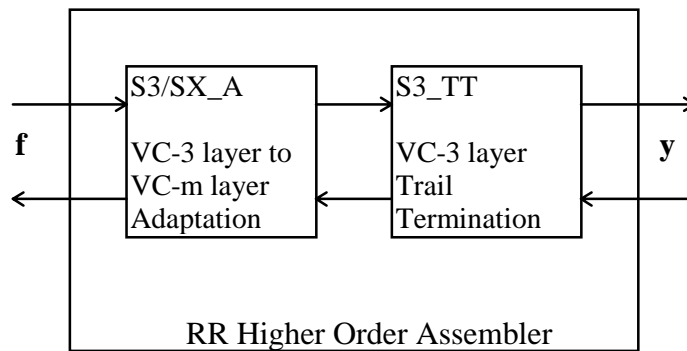 S3/SX_A
VC-3 layer to
VC-m layer
Adaptation
S3_TT
VC-3 layer
Trail
Termination
f
y
RR Higher Order Assembler